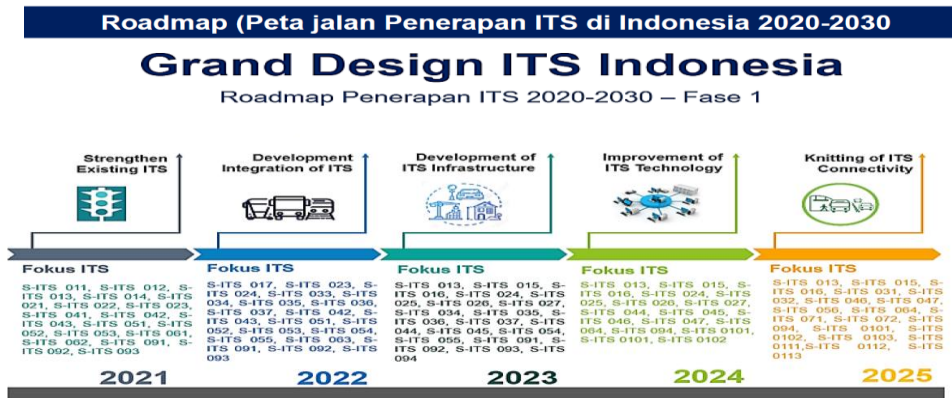 Roadmap (Peta jalan Penerapan ITS di Indonesia 2020-2030
Grand Design ITS Indonesia
Roadmap Penerapan ITS 2020-2030 – Fase 1
Strengthen
Existing ITS
Fokus ITS
S-ITS 011, S-ITS 012, S-
ITS 013, S-ITS 014, S-ITS
021, S-ITS 022, S-ITS 023,
S-ITS 041, S-ITS 042, S-
ITS 043, S-ITS 051, S-ITS
052, S-ITS 053, S-ITS 061,
S-ITS 062, S-ITS 091, S-
ITS 092, S-ITS 093
2021
Development
Integration of ITS
Fokus ITS
S-ITS 017, S-ITS 023, S-
ITS 024, S-ITS 033, S-ITS
034, S-ITS 035, S-ITS 036,
S-ITS 037, S-ITS 042, S-
ITS 043, S-ITS 051, S-ITS
052, S-ITS 053, S-ITS 054,
S-ITS 055, S-ITS 063, S-
ITS 091, S-ITS 092, S-ITS
093
2022
Development of
ITS Infrastructure
Fokus ITS
S-ITS 013, S-ITS 015, S-
ITS 016, S-ITS 024, S-ITS
025, S-ITS 026, S-ITS 027,
S-ITS 034, S-ITS 035, S-
ITS 036, S-ITS 037, S-ITS
044, S-ITS 045, S-ITS 054,
S-ITS 055, S-ITS 091, S-
ITS 092, S-ITS 093, S-ITS
094
2023
Improvement of
ITS Technology
Fokus ITS
S-ITS 013, S-ITS 015, S-
ITS 016, S-ITS 024, S-ITS
025, S-ITS 026, S-ITS 027,
S-ITS 044, S-ITS 045, S-
ITS 046, S-ITS 047, S-ITS
064, S-ITS 094, S-ITS 0101,
S-ITS 0101, S-ITS 0102
2024
Knitting of ITS
Connectivity
Fokus ITS
S-ITS 013, S-ITS 015, S-
ITS 016, S-ITS 031, S-ITS
032, S-ITS 046, S-ITS 047,
S-ITS 056, S-ITS 064, S-
ITS 071, S-ITS 072, S-ITS
094, S-ITS 0101, S-ITS
0102, S-ITS 0103, S-ITS
0111,S-ITS 0112, S-ITS
0113
2025